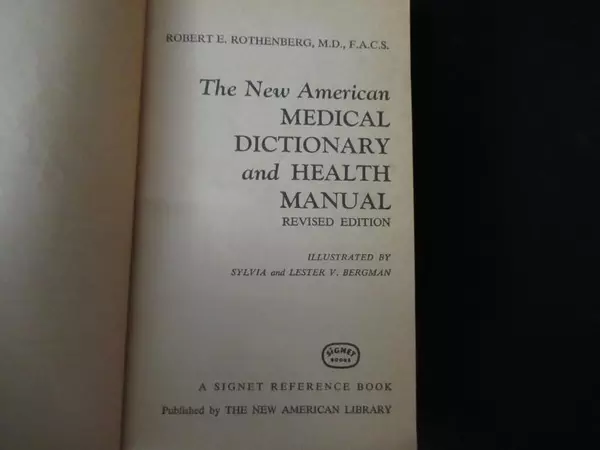 ROBERT E. ROTHENBERG, M.D., F.A.C.S.
The New American
MEDICAL
DICTIONARY
and HEALTH
MANUAL
REVISED EDITION
ILLUSTRATED BY
SYLVIA and LESTER V. BERGMAN
SIGNET
BOOKS
A SIGNET REFERENCE BOOK
Published by THE NEW AMERICAN LIBRARY